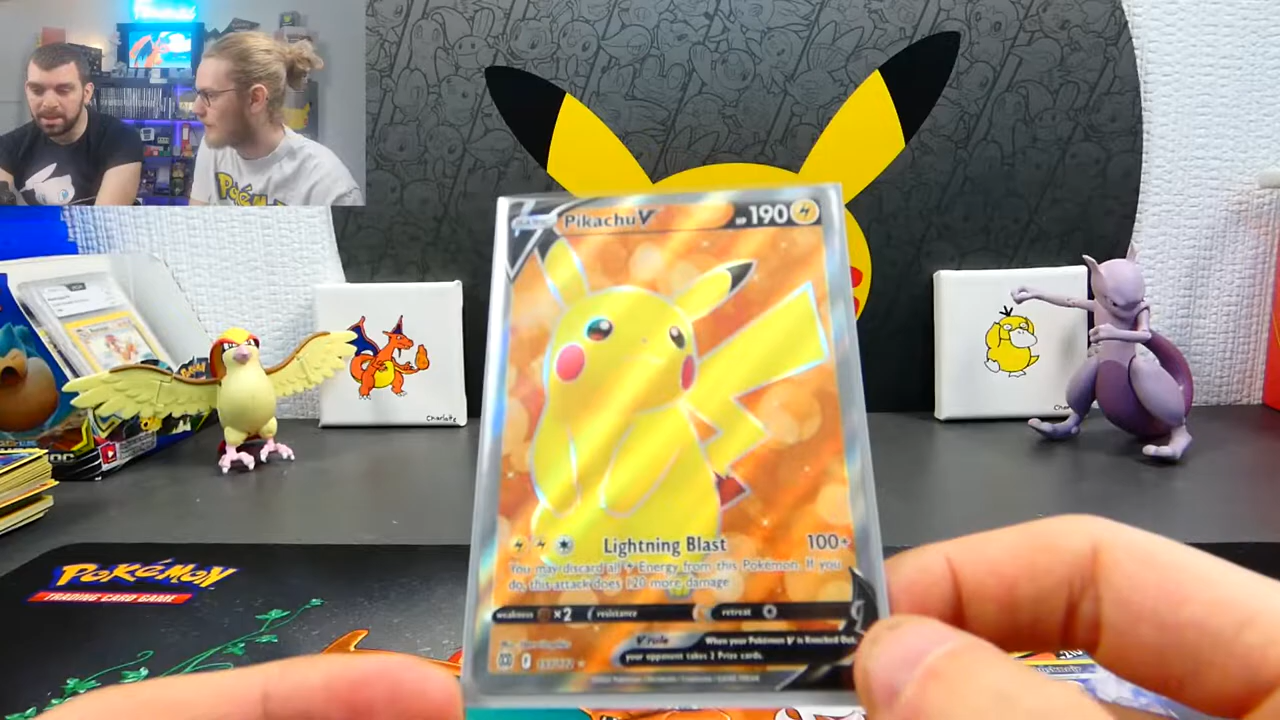 Pikachu V HP 190
Lightning Blast 100+
You may discard all Energy from this Pokémon. If you
do, this attack does 120 more damage
weakness ×2 resistance retreat
V rule When your Pokémon V is Knocked Out,
your opponent takes 2 Prize cards.
POKÉMON
TRADING CARD GAME
Charlotte